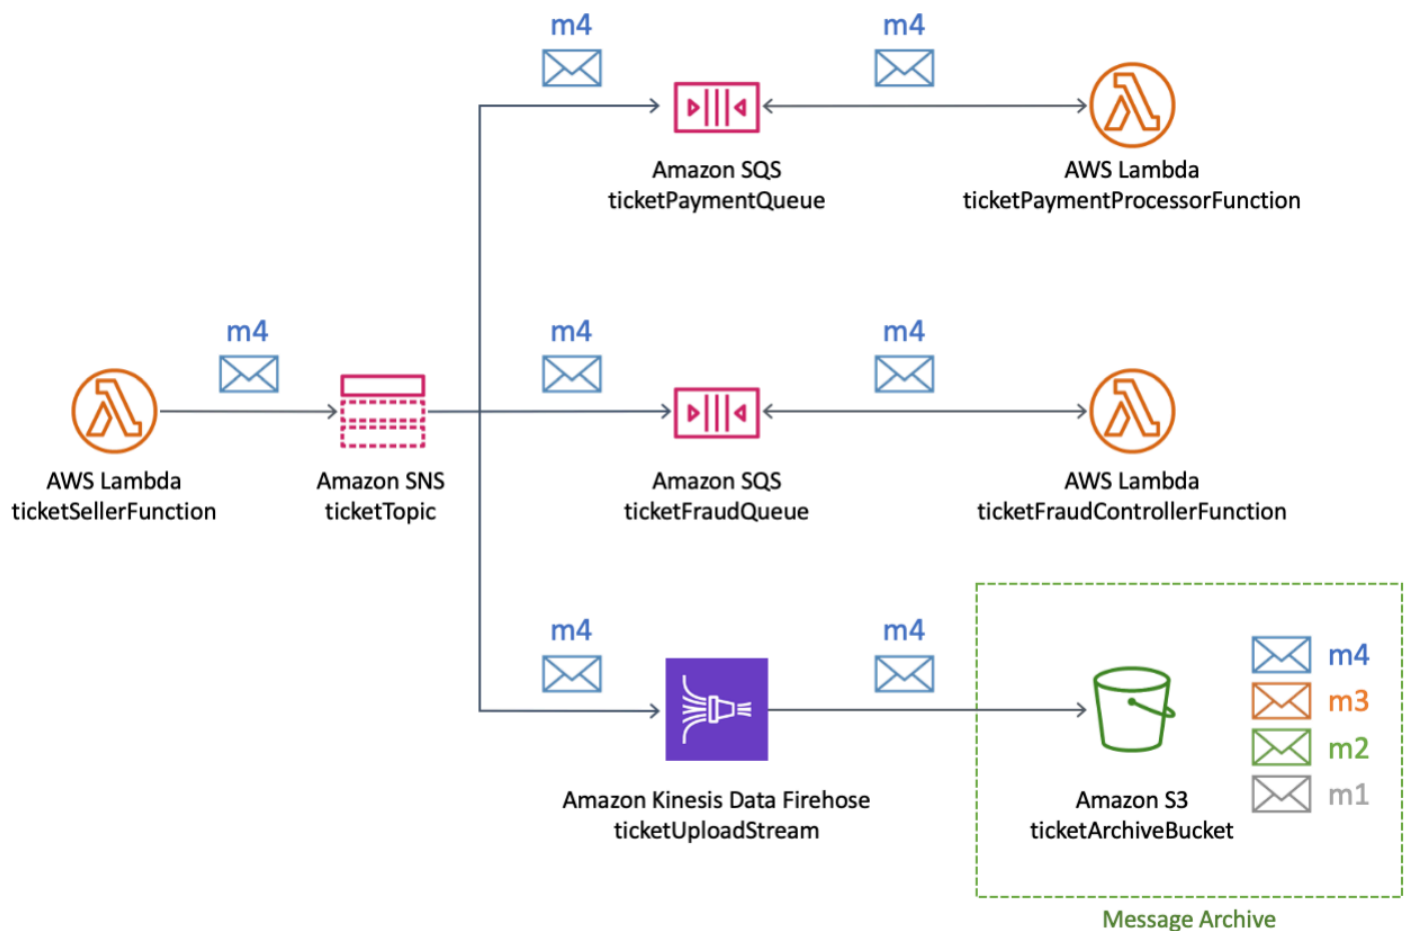 m4
m4
Amazon SQS
ticketPaymentQueue
AWS Lambda
ticketPaymentProcessorFunction
m4
m4
m4
AWS Lambda
ticketSellerFunction
Amazon SNS
ticketTopic
Amazon SQS
ticketFraudQueue
AWS Lambda
ticketFraudControllerFunction
m4
m4
Amazon Kinesis Data Firehose
ticketUploadStream
Amazon S3
ticketArchiveBucket
m4
m3
m2
m1
Message Archive